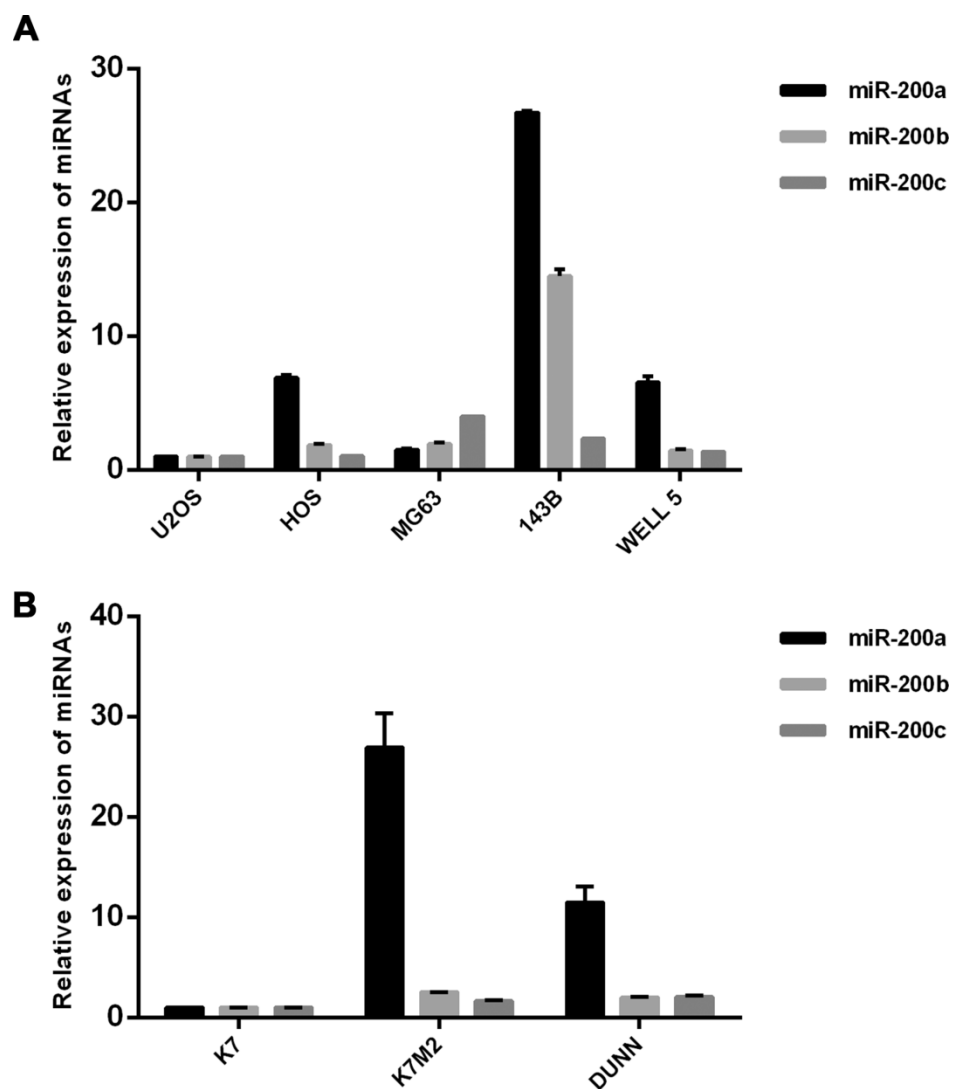 A
Relative expression of miRNAs
30
20
10
0
U2OS
HOS
MG63
143B
WELL 5
miR-200a
miR-200b
miR-200c
B
Relative expression of miRNAs
40
30
20
10
0
K7
K7M2
DUNN
miR-200a
miR-200b
miR-200c